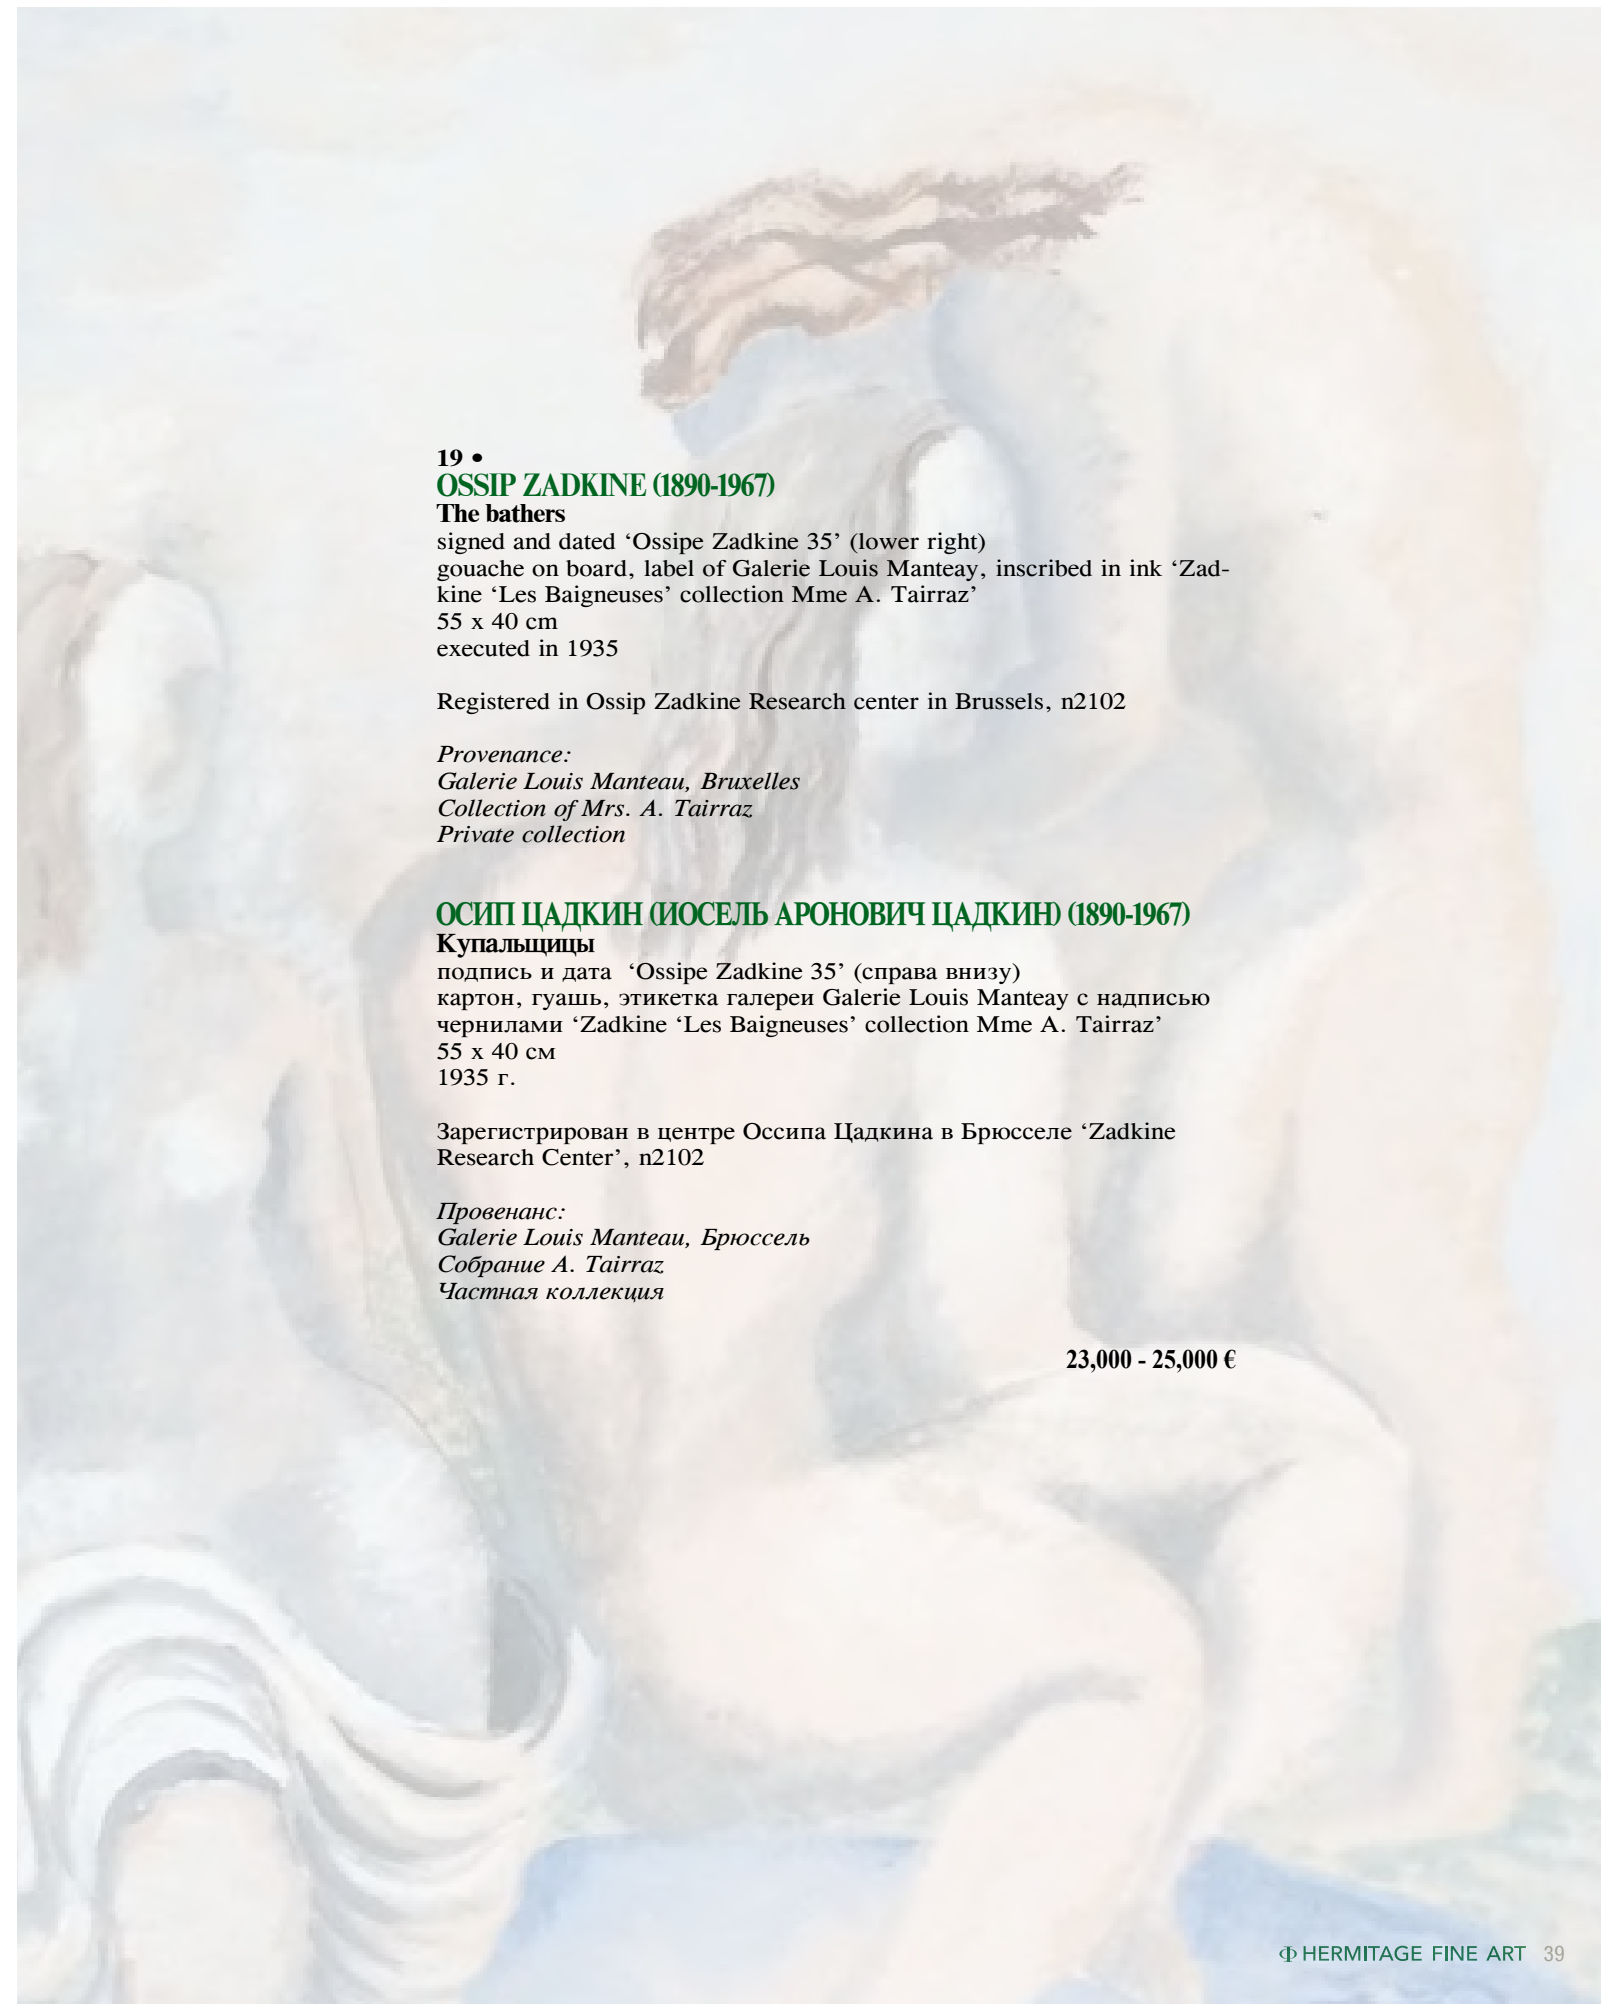 19 •
OSSIP ZADKINE (1890-1967)
The bathers
signed and dated ‘Ossipe Zadkine 35’ (lower right)
gouache on board, label of Galerie Louis Manteay, inscribed in ink ‘Zad-
kine ‘Les Baigneuses’ collection Mme A. Tairraz’
55 x 40 cm
executed in 1935
Registered in Ossip Zadkine Research center in Brussels, n2102
Provenance:
Galerie Louis Manteau, Bruxelles
Collection of Mrs. A. Tairraz
Private collection
ОСИП ЦАДКИН (ИОСЕЛЬ АРОНОВИЧ ЦАДКИН) (1890-1967)
Купальщицы
подпись и дата ‘Ossipe Zadkine 35’ (справа внизу)
картон, гуашь, этикетка галереи Galerie Louis Manteay с надписью
чернилами ‘Zadkine ‘Les Baigneuses’ collection Mme A. Tairraz’
55 x 40 см
1935 г.
Зарегистрирован в центре Оссипа Цадкина в Брюсселе ‘Zadkine
Research Center’, n2102
Провенанс:
Galerie Louis Manteau, Брюссель
Собрание A. Tairraz
Частная коллекция
23,000 - 25,000 €
HERMITAGE FINE ART 39